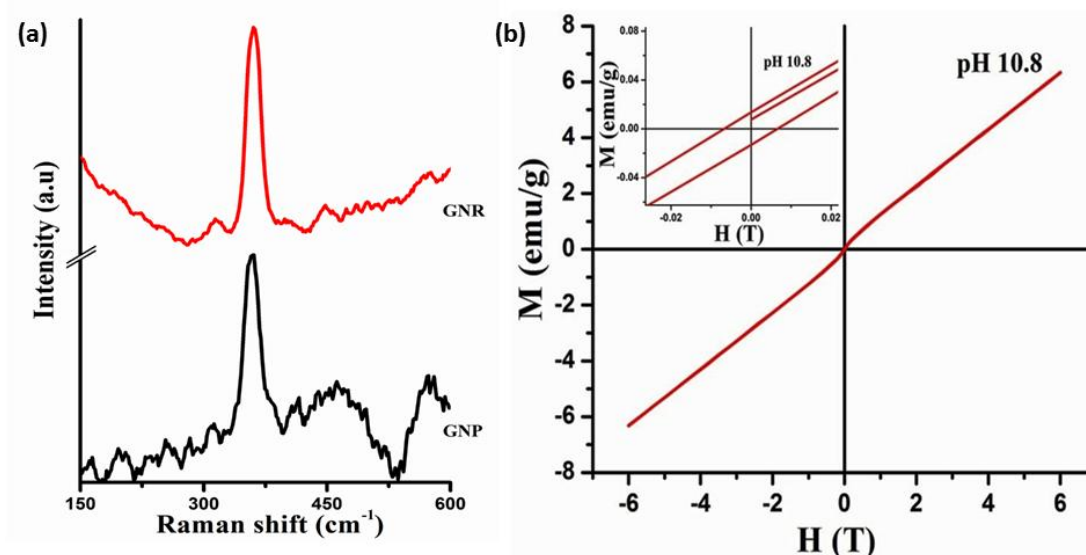 (a)
Intensity (a.u)
GNR
GNP
150
300
450
600
Raman shift (cm-1)
(b)
M (emu/g)
8
6
4
2
0
-2
-4
-6
-8
-6
-4
-2
0
2
4
6
H (T)
pH 10.8
M (emu/g)
0.08
0.04
0.00
-0.04
-0.02
0.00
0.02
H (T)
pH 10.8